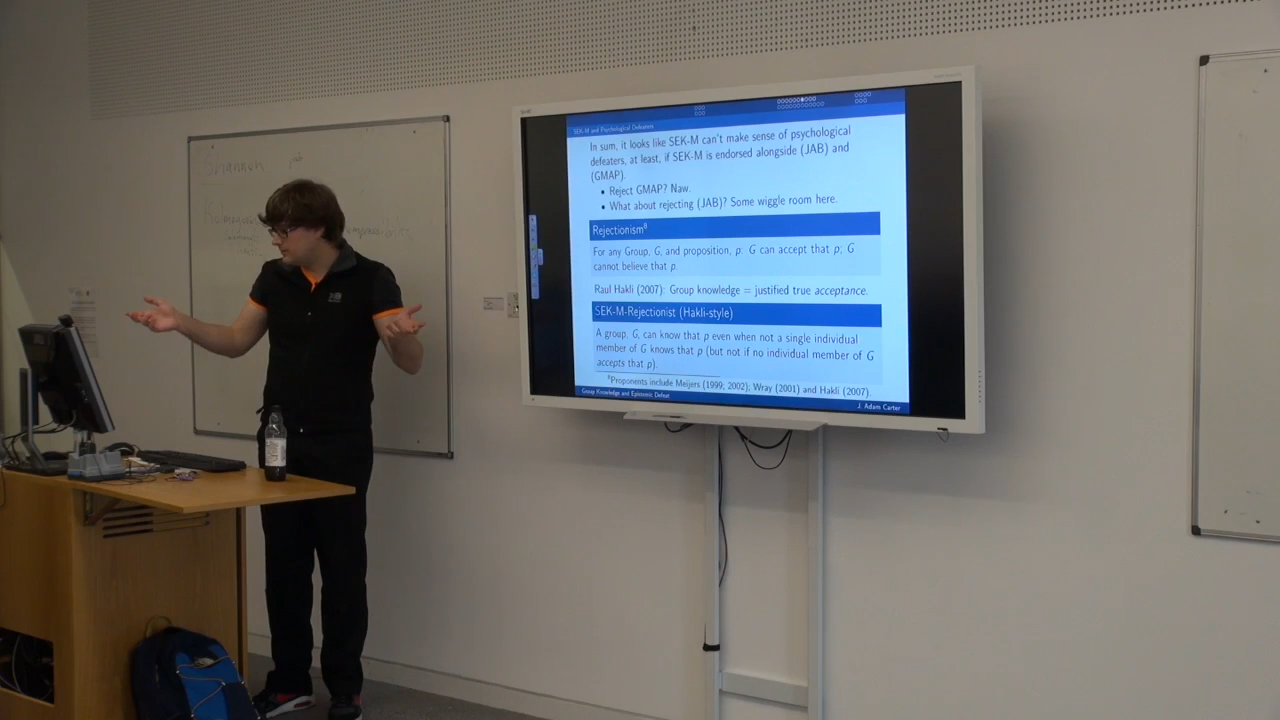 Shannon
SEK-M and Psychological Defeaters
In sum, it looks like SEK-M can't make sense of psychological
defeaters, at least, if SEK-M is endorsed alongside (JAB) and
(GMAP).
• Reject GMAP? Naw.
• What about rejecting (JAB)? Some wiggle room here.
Rejectionism⁸
For any Group, G, and proposition, p. G can accept that p; G
cannot believe that p.
Raul Hakli (2007): Group knowledge = justified true acceptance.
SEK-M-Rejectionist (Hakli-style)
A group, G, can know that p even when not a single individual
member of G knows that p (but not if no individual member of G
accepts that p).
⁸Proponents include Meijers (1999; 2002); Wray (2001) and Hakli (2007).
Group Knowledge and Epistemic Defeat
J. Adam Carter